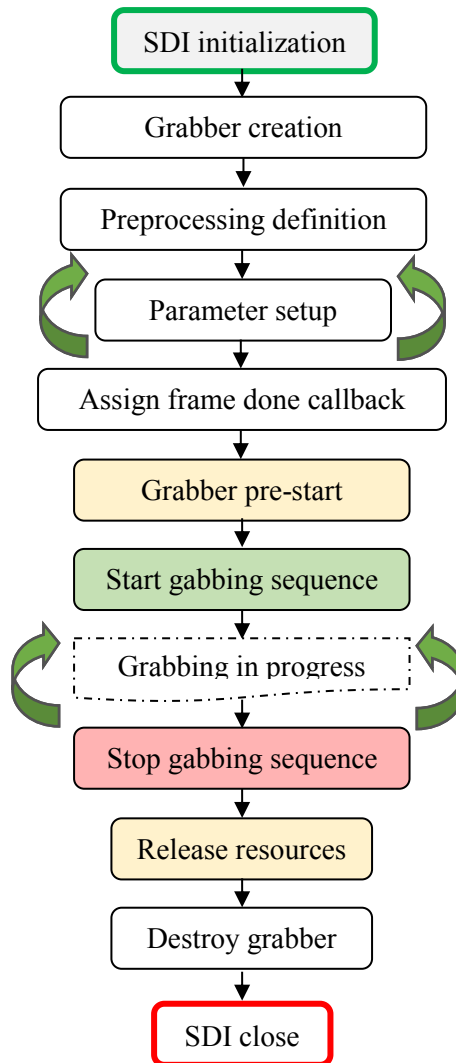 SDI initialization
Grabber creation
Preprocessing definition
Parameter setup
Assign frame done callback
Grabber pre-start
Start gabbing sequence
Grabbing in progress
Stop gabbing sequence
Release resources
Destroy grabber
SDI close